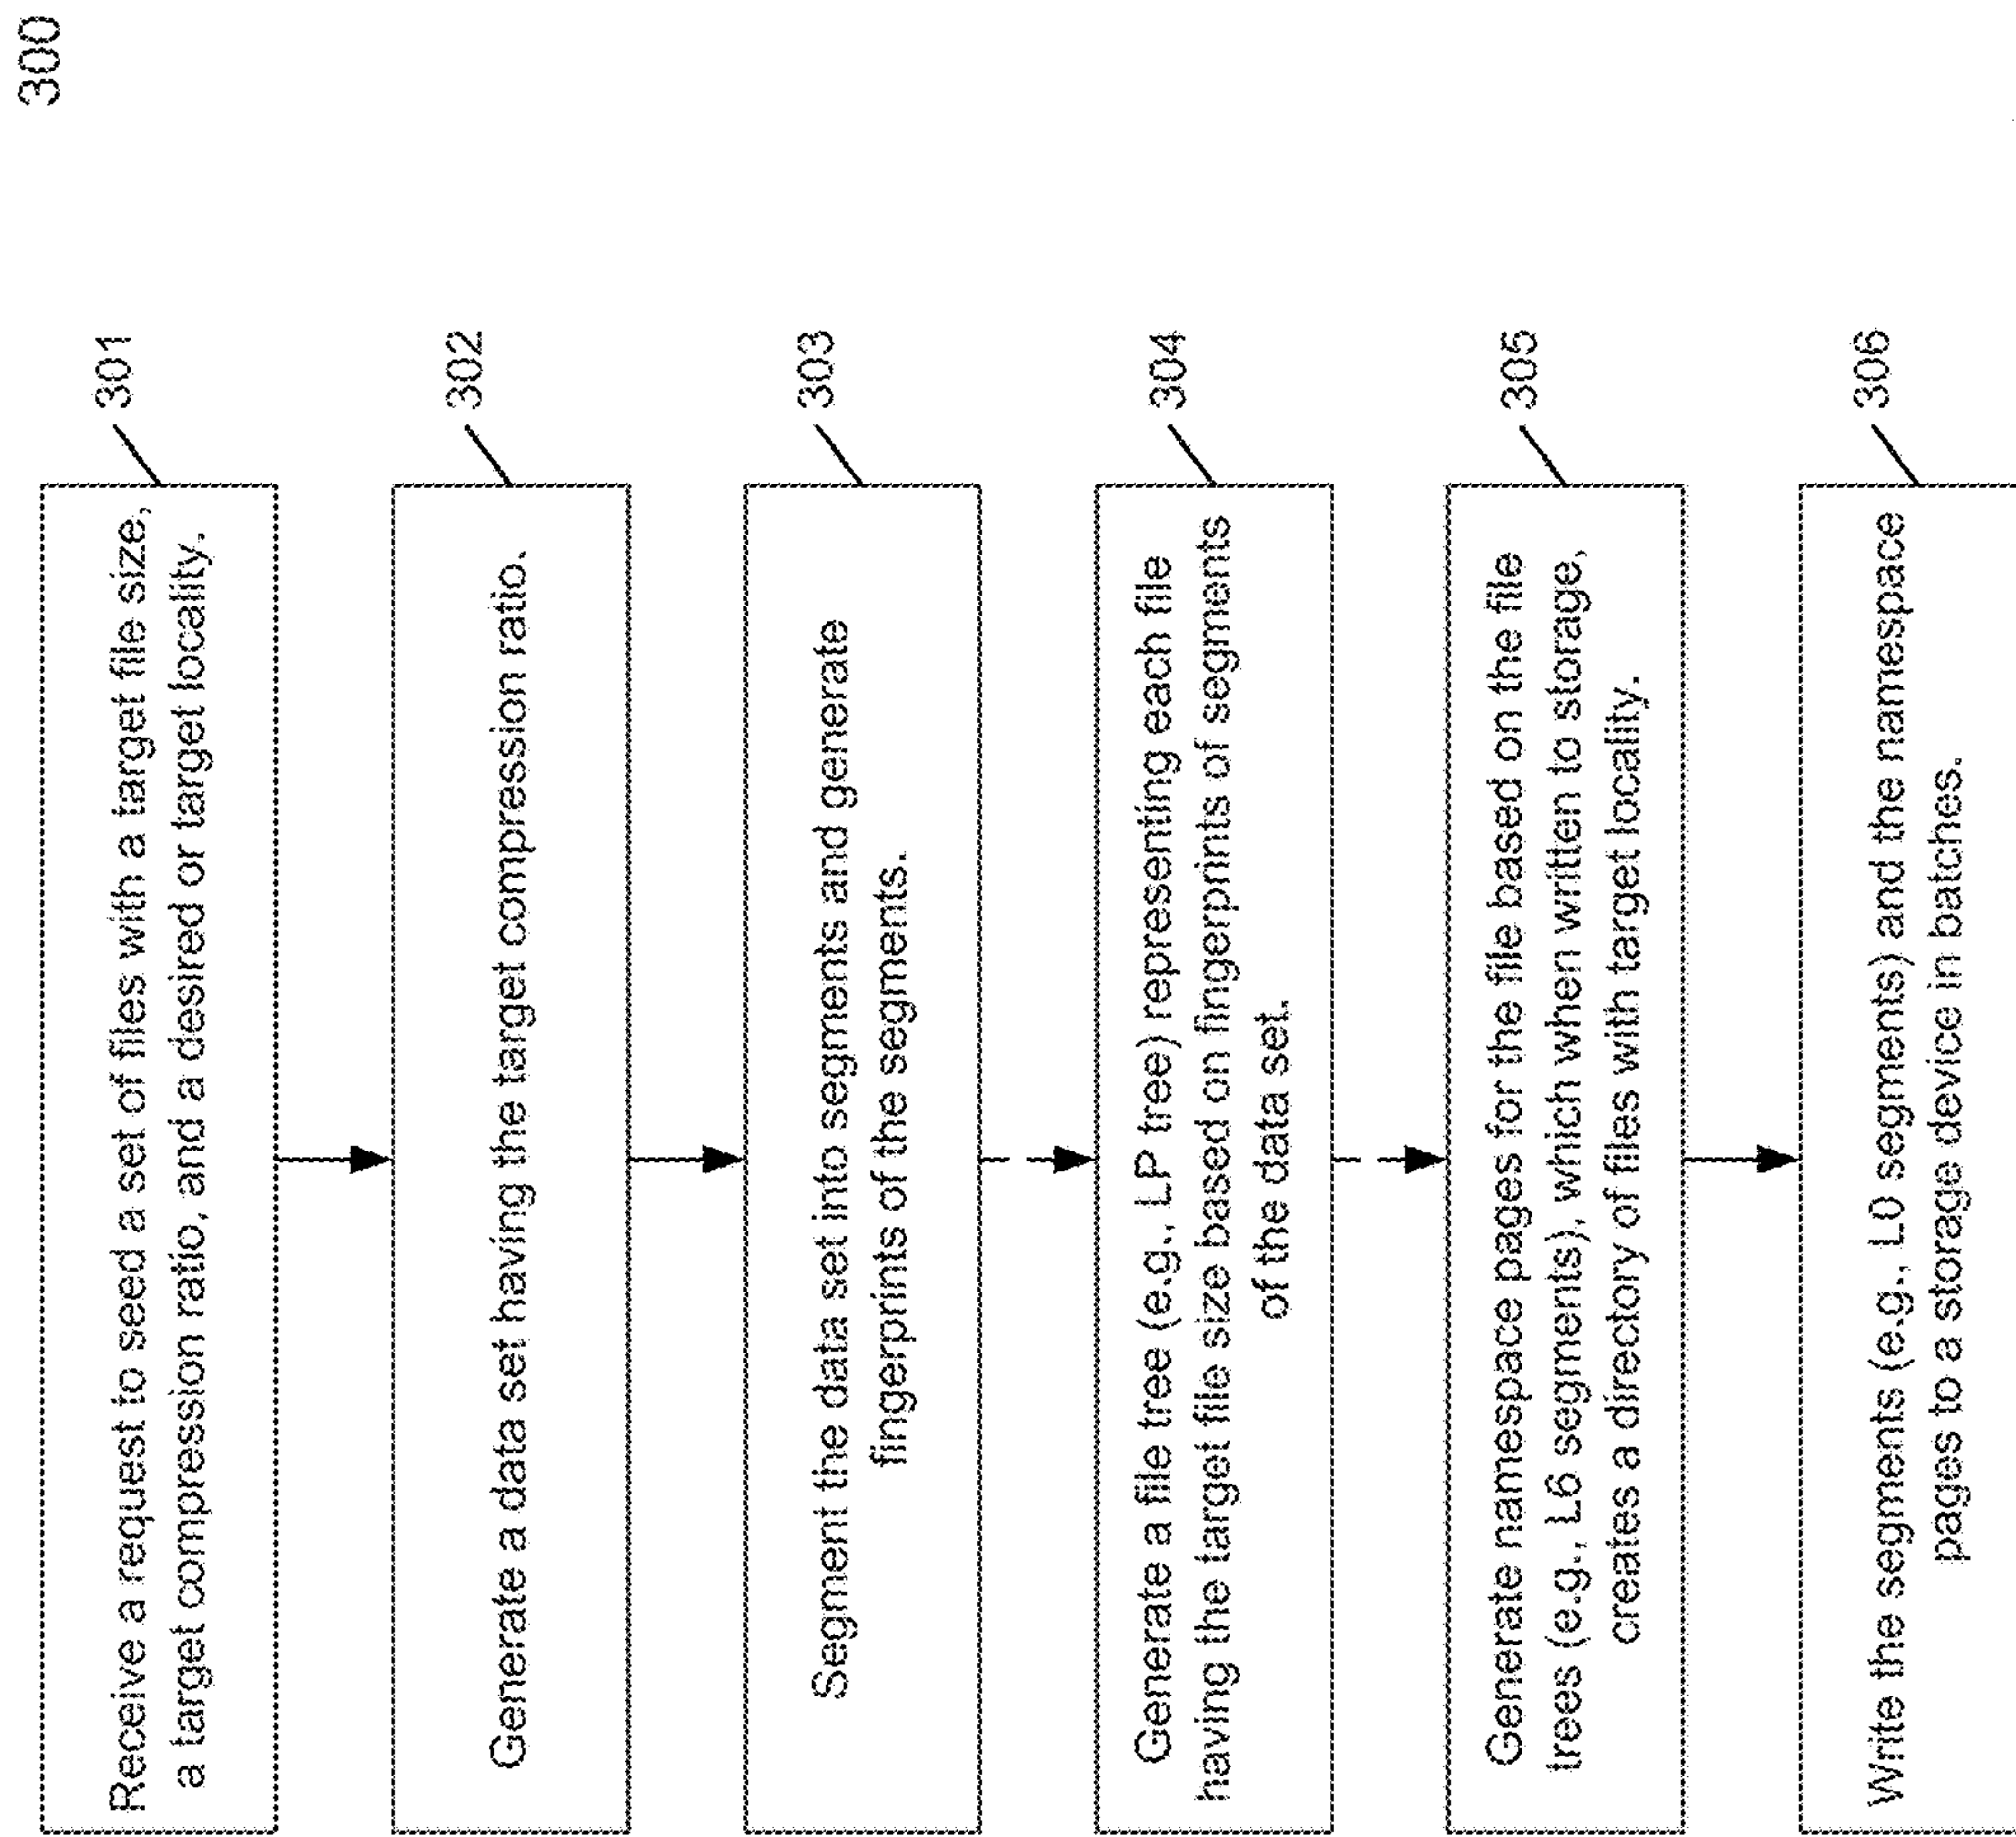 300
301
Receive a request to seed a set of files with a target file size,
a target compression ratio, and a desired or target locality.
302
Generate a data set having the target compression ratio.
303
Segment the data set into segments and generate
fingerprints of the segments.
304
Generate a file tree (e.g., LP tree) representing each file
having the target file size based on fingerprints of segments
of the data set.
305
Generate namespace pages for the file based on the file
trees (e.g., L6 segments), which when written to storage,
creates a directory of files with target locality.
306
Write the segments (e.g., L0 segments) and the namespace
pages to a storage device in batches.